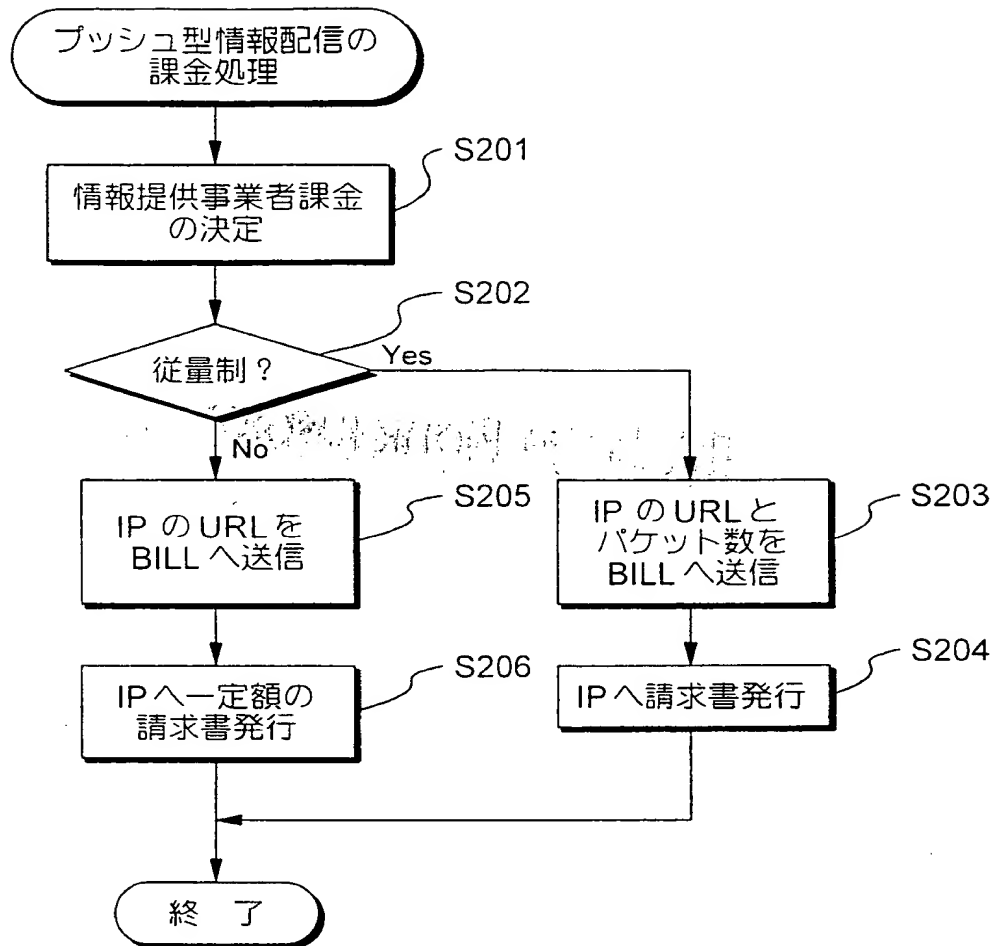 プッシュ型情報配信の
課金処理
S201
情報提供事業者課金
の決定
S202
従量制?
Yes
No
S205
IP のURLを
BILL へ送信
S203
IP のURLと
パケット数を
BILL へ送信
S206
IPへ一定額の
請求書発行
S204
IPへ請求書発行
終 了